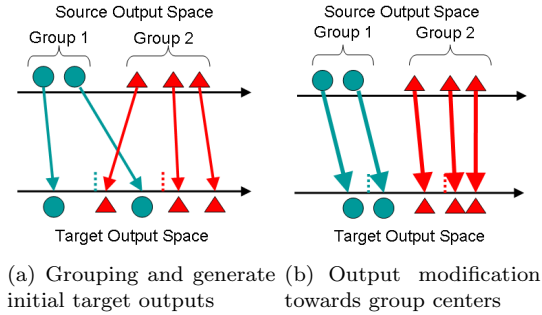 Source Output Space
Group 1
Group 2
Target Output Space
(a) Grouping and generate
initial target outputs
Source Output Space
Group 1
Group 2
Target Output Space
(b) Output modification
towards group centers